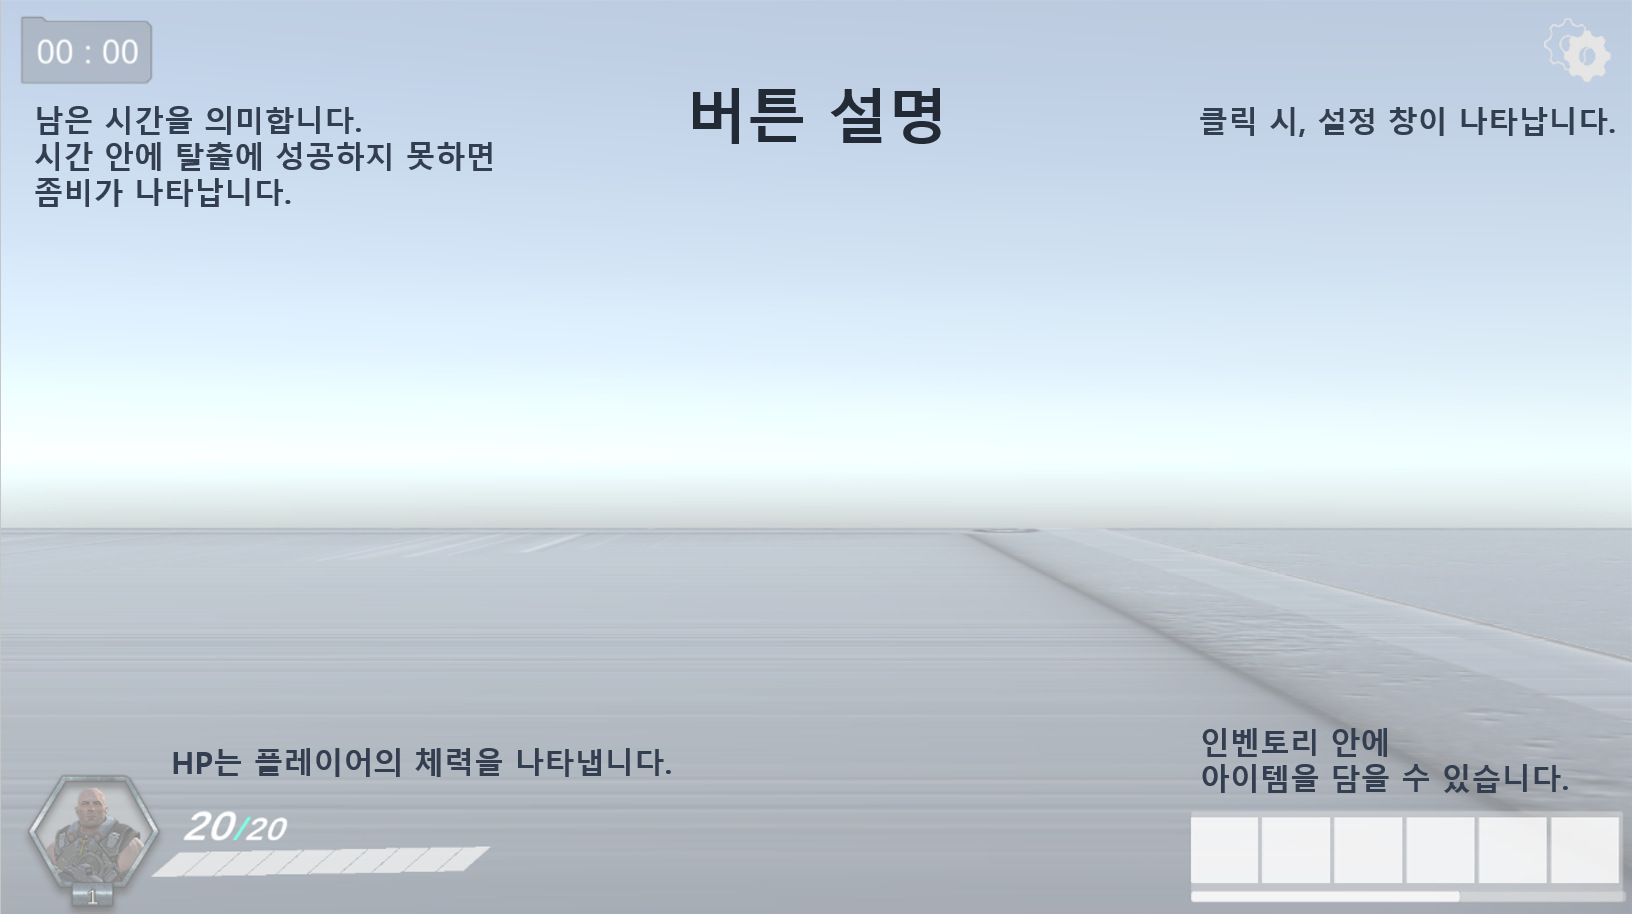 00 : 00
남은 시간을 의미합니다.
시간 안에 탈출에 성공하지 못하면
좀비가 나타납니다.
버튼 설명
클릭 시, 설정 창이 나타납니다.
HP는 플레이어의 체력을 나타냅니다.
20/20
1
인벤토리 안에
아이템을 담을 수 있습니다.